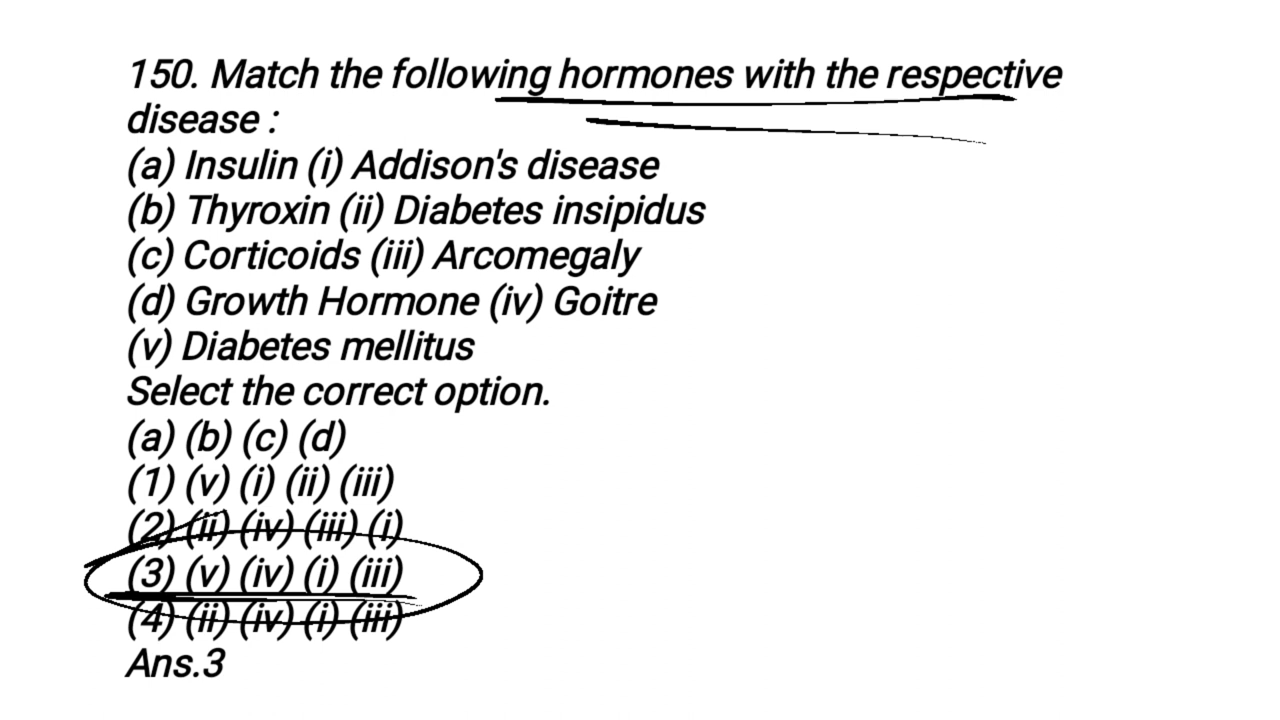 150. Match the following hormones with the respective
disease :
(a) Insulin (i) Addison's disease
(b) Thyroxin (ii) Diabetes insipidus
(c) Corticoids (iii) Arcomegaly
(d) Growth Hormone (iv) Goitre
(v) Diabetes mellitus
Select the correct option.
(a) (b) (c) (d)
(1) (v) (i) (ii) (iii)
(2) (ii) (iv) (iii) (i)
(3) (v) (iv) (i) (iii)
(4) (ii) (iv) (i) (iii)
Ans.3